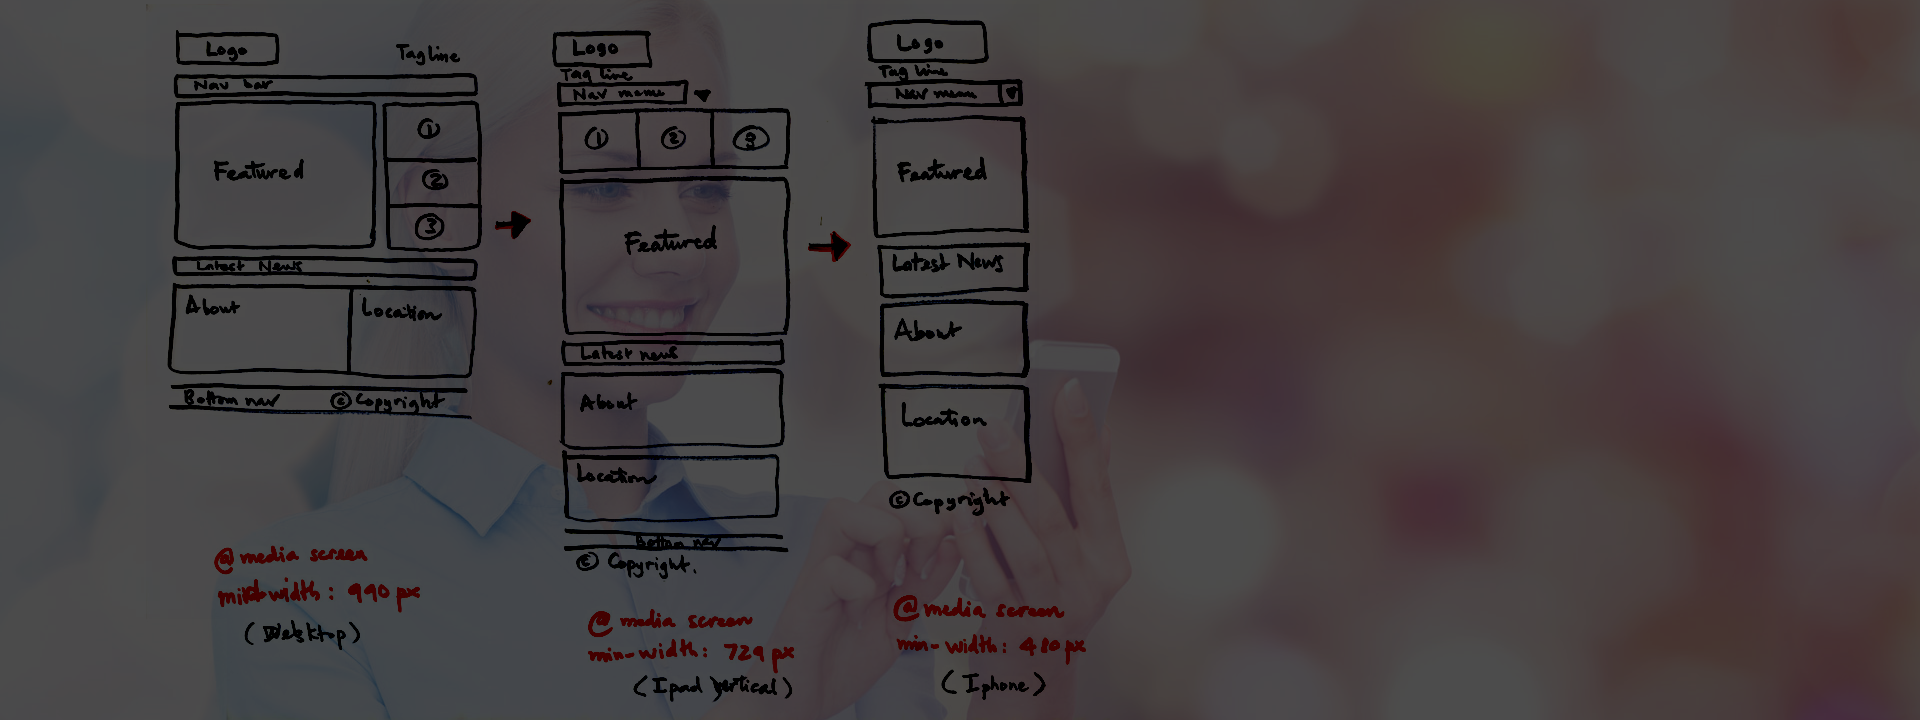 Logo
Tagline
Nav bar
Featured
1
2
3
Latest News
About
Location
Bottom nav
© Copyright
@media screen
min-width: 990 px
(Desktop)
Logo
Tag line
Nav menu
1
2
3
Featured
Latest news
About
Location
Bottom nav
© Copyright.
@media screen
min-width: 729 px
(Ipad vertical)
Logo
Tag line
Nav menu
Featured
Latest News
About
Location
© Copyright
@media screen
min-width: 480 px
(Iphone)